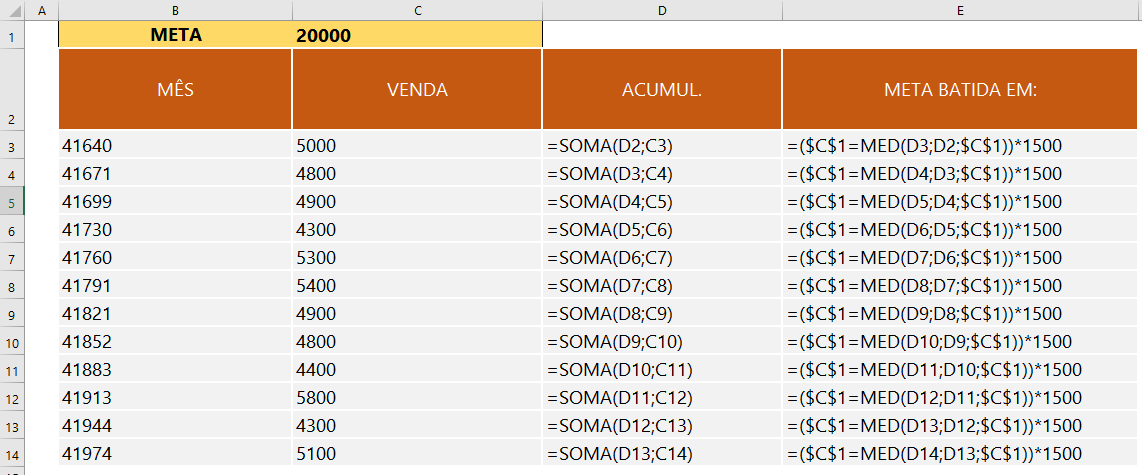 A B C D E
1 META 20000
2 MÊS VENDA ACUMUL. META BATIDA EM:
3 41640 5000 =SOMA(D2;C3) =($C$1=MED(D3;D2;$C$1))*1500
4 41671 4800 =SOMA(D3;C4) =($C$1=MED(D4;D3;$C$1))*1500
5 41699 4900 =SOMA(D4;C5) =($C$1=MED(D5;D4;$C$1))*1500
6 41730 4300 =SOMA(D5;C6) =($C$1=MED(D6;D5;$C$1))*1500
7 41760 5300 =SOMA(D6;C7) =($C$1=MED(D7;D6;$C$1))*1500
8 41791 5400 =SOMA(D7;C8) =($C$1=MED(D8;D7;$C$1))*1500
9 41821 4900 =SOMA(D8;C9) =($C$1=MED(D9;D8;$C$1))*1500
10 41852 4800 =SOMA(D9;C10) =($C$1=MED(D10;D9;$C$1))*1500
11 41883 4400 =SOMA(D10;C11) =($C$1=MED(D11;D10;$C$1))*1500
12 41913 5800 =SOMA(D11;C12) =($C$1=MED(D12;D11;$C$1))*1500
13 41944 4300 =SOMA(D12;C13) =($C$1=MED(D13;D12;$C$1))*1500
14 41974 5100 =SOMA(D13;C14) =($C$1=MED(D14;D13;$C$1))*1500